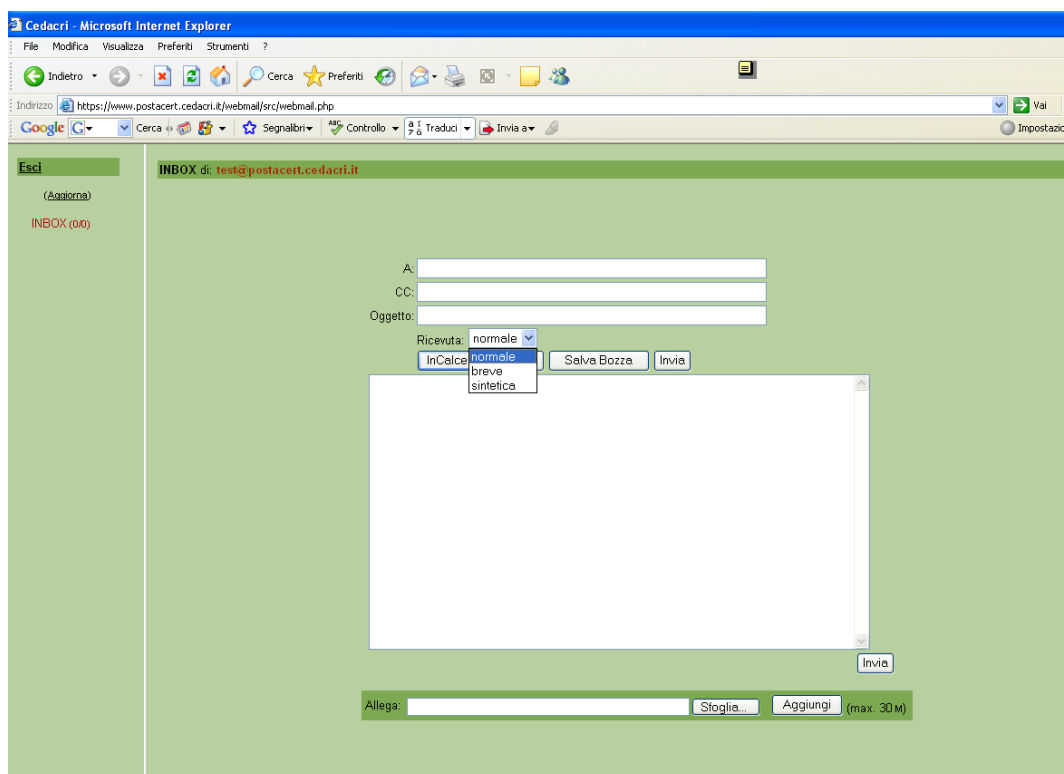 Cedacri - Microsoft Internet Explorer
File Modifica Visualizza Preferiti Strumenti ?
Indietro Cerca Preferiti
Indirizzo https://www.postacert.cedacri.it/webmail/src/webmail.php Vai
Google G Cerca Segnalibri Controllo Traduci Invia a
Esci
INBOX di: test@postacert.cedacri.it
(Aggiorna)
INBOX (0/0)
A:
CC:
Oggetto:
Ricevuta: normale
InCalce Salva Bozza Invia
normale
breve
sintetica
Invia
Allega: Sfoglia... Aggiungi (max. 30 M)